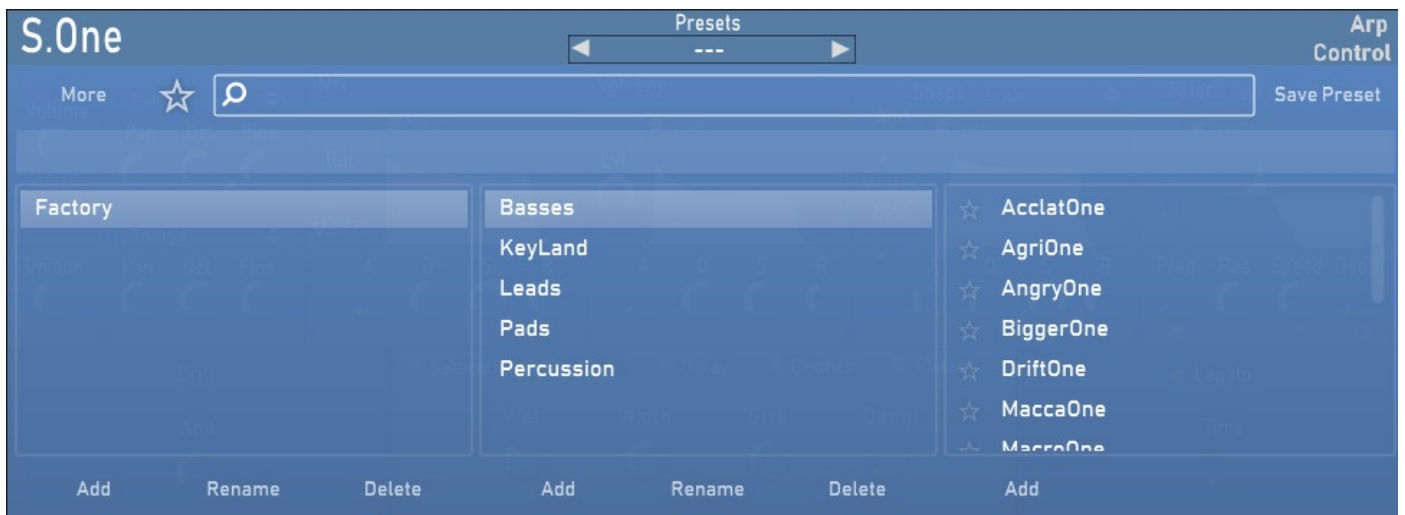 S.One
Presets
---
Arp
Control
More
Save Preset
Factory
Basses
KeyLand
Leads
Pads
Percussion
AcclatOne
AgriOne
AngryOne
BiggerOne
DriftOne
MaccaOne
MacroOne
Add Rename Delete Add Rename Delete Add